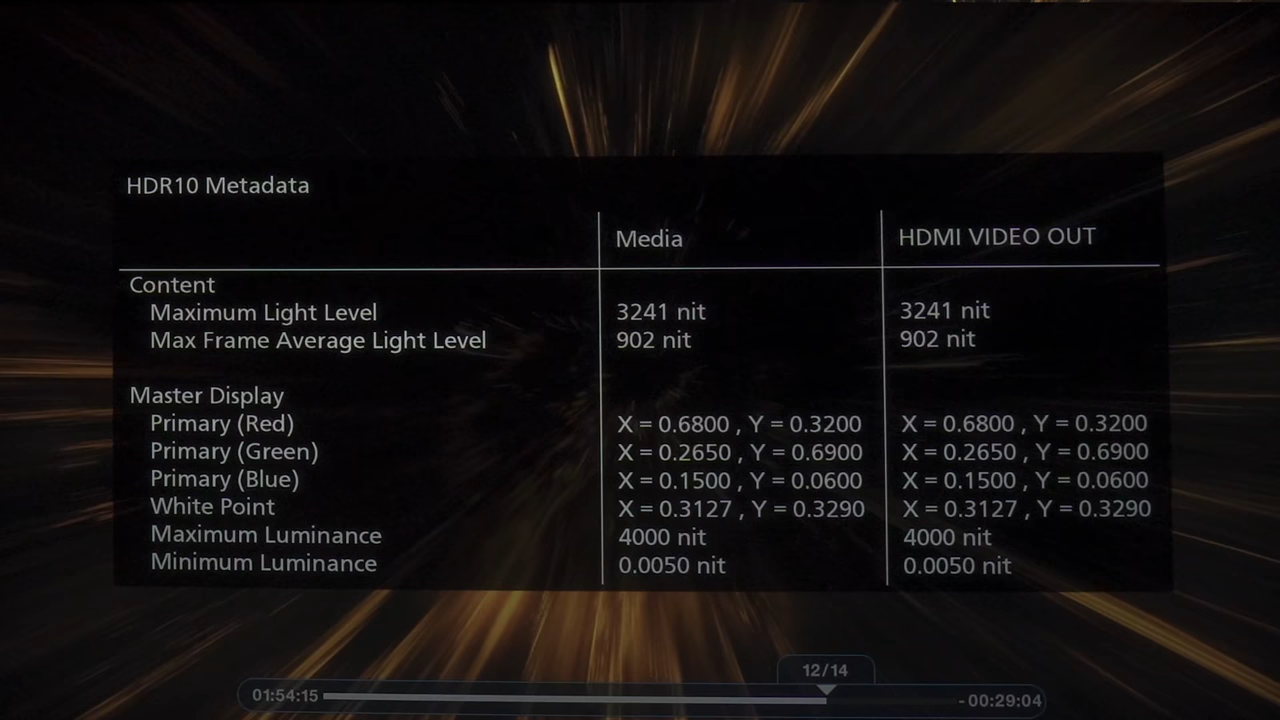 HDR10 Metadata
Media HDMI VIDEO OUT
Content
Maximum Light Level 3241 nit 3241 nit
Max Frame Average Light Level 902 nit 902 nit
Master Display
Primary (Red) X = 0.6800 , Y = 0.3200 X = 0.6800 , Y = 0.3200
Primary (Green) X = 0.2650 , Y = 0.6900 X = 0.2650 , Y = 0.6900
Primary (Blue) X = 0.1500 , Y = 0.0600 X = 0.1500 , Y = 0.0600
White Point X = 0.3127 , Y = 0.3290 X = 0.3127 , Y = 0.3290
Maximum Luminance 4000 nit 4000 nit
Minimum Luminance 0.0050 nit 0.0050 nit
12/14
01:54:15 -00:29:04